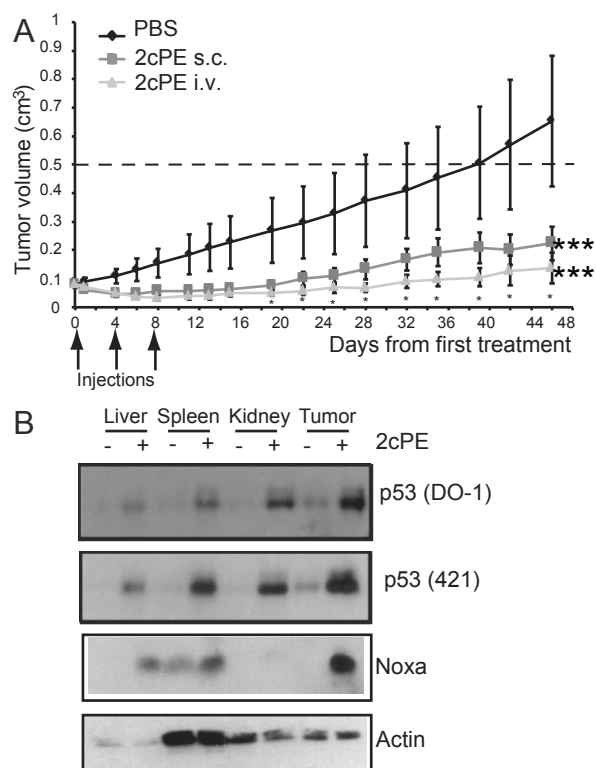 A
PBS
2cPE s.c.
2cPE i.v.
Tumor volume (cm³)
1
0.9
0.8
0.7
0.6
0.5
0.4
0.3
0.2
0.1
0
***
***
* * * * * * * * *
0 4 8 12 16 20 24 28 32 36 40 44 48
Injections
Days from first treatment
B
Liver Spleen Kidney Tumor
- + - + - + - + 2cPE
p53 (DO-1)
p53 (421)
Noxa
Actin